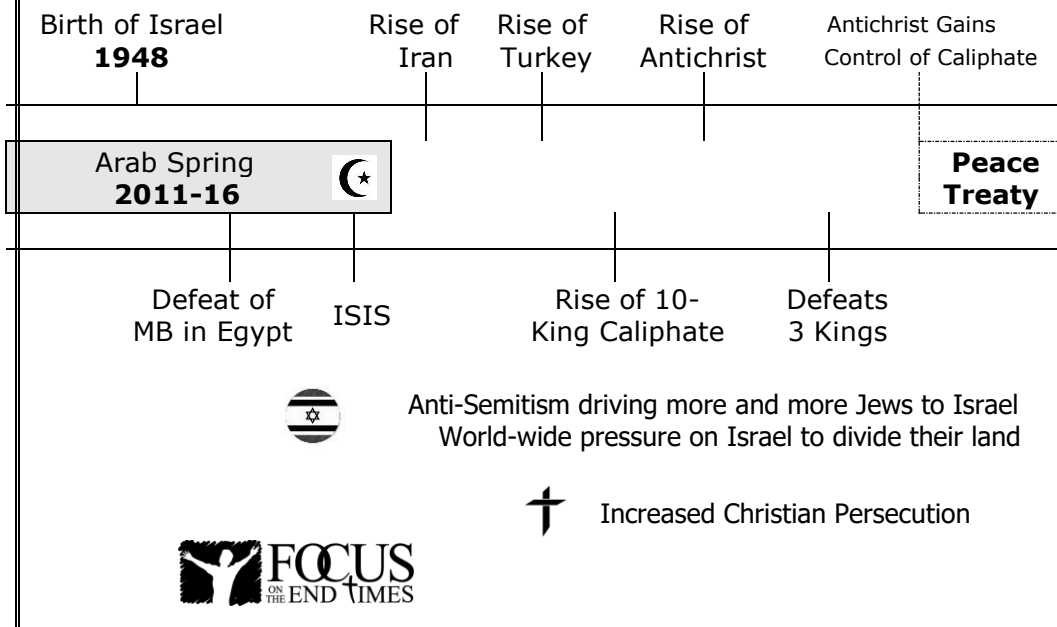 Birth of Israel
1948
Rise of
Iran
Rise of
Turkey
Rise of
Antichrist
Antichrist Gains
Control of Caliphate
Arab Spring
2011-16
Peace
Treaty
Defeat of
MB in Egypt
ISIS
Rise of 10-
King Caliphate
Defeats
3 Kings
Anti-Semitism driving more and more Jews to Israel
World-wide pressure on Israel to divide their land
Increased Christian Persecution
FOCUS
ON THE END TIMES